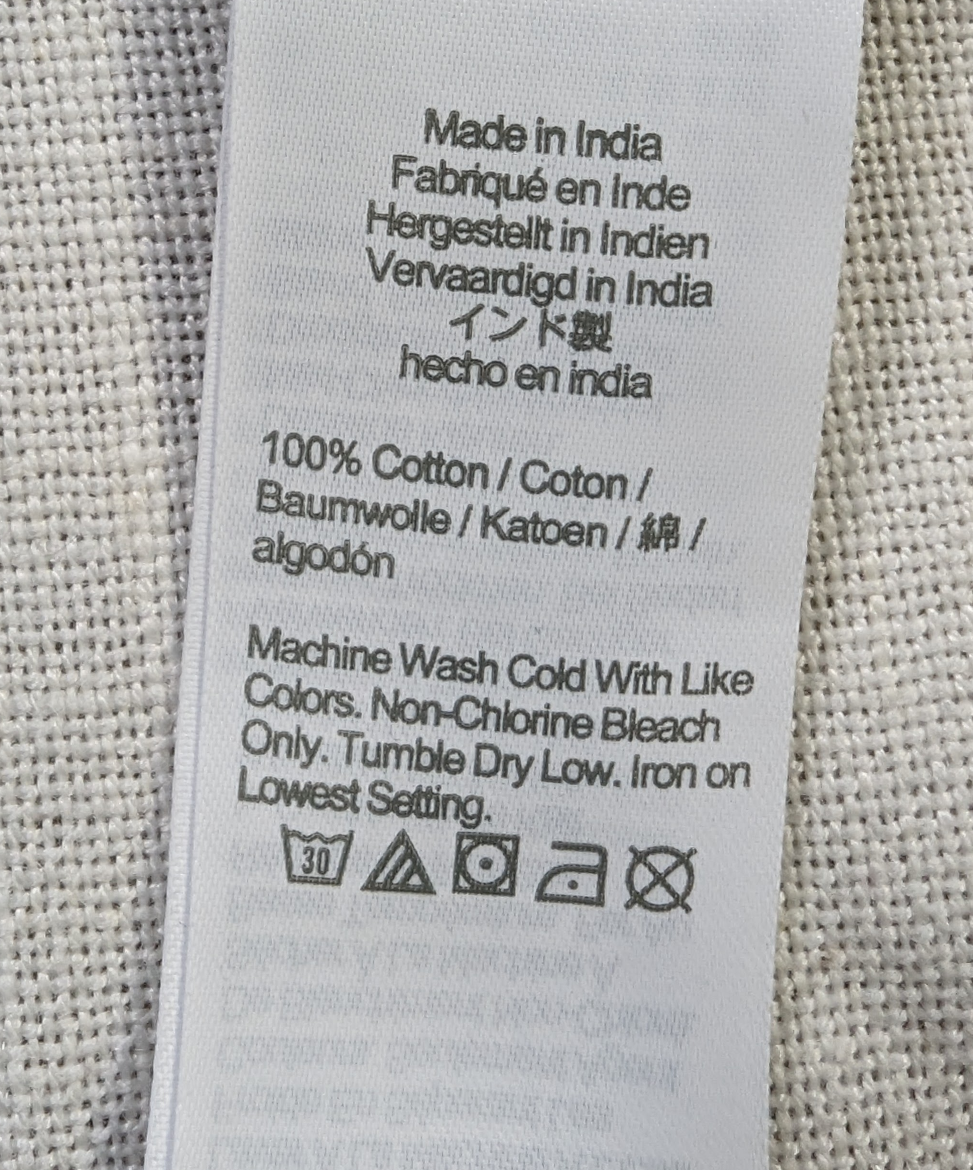 Made in India
Fabriqué en Inde
Hergestellt in Indien
Vervaardigd in India
インド製
hecho en india
100% Cotton / Coton /
Baumwolle / Katoen / 綿 /
algodón
Machine Wash Cold With Like
Colors. Non-Chlorine Bleach
Only. Tumble Dry Low. Iron on
Lowest Setting.
30